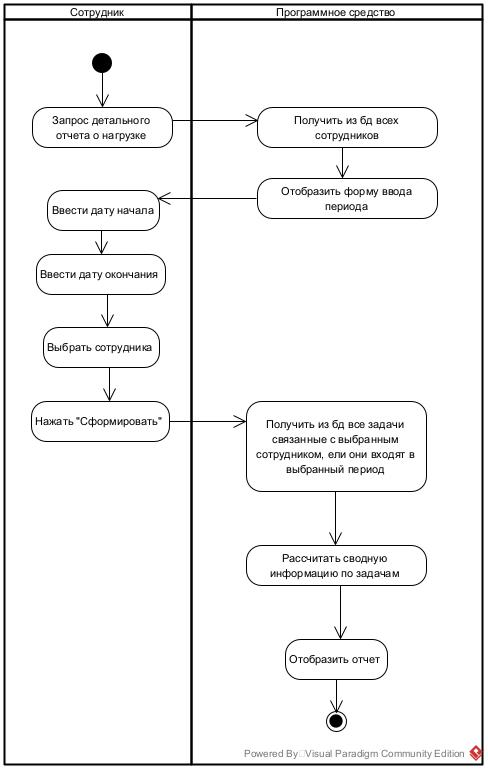 Сотрудник
Программное средство
Запрос детального
отчета о нагрузке
Получить из бд всех
сотрудников
Отобразить форму ввода
периода
Ввести дату начала
Ввести дату окончания
Выбрать сотрудника
Нажать "Сформировать"
Получить из бд все задачи
связанные с выбранным
сотрудником, ели они входят в
выбранный период
Рассчитать сводную
информацию по задачам
Отобразить отчет
Powered By Visual Paradigm Community Edition